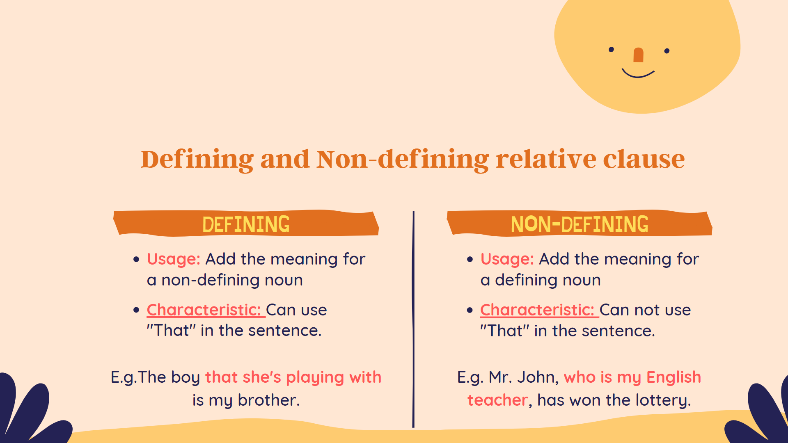 Defining and Non-defining relative clause
DEFINING
• Usage: Add the meaning for
a non-defining noun
• Characteristic: Can use
"That" in the sentence.
E.g.The boy that she's playing with
is my brother.
NON-DEFINING
• Usage: Add the meaning for
a defining noun
• Characteristic: Can not use
"That" in the sentence.
E.g. Mr. John, who is my English
teacher, has won the lottery.